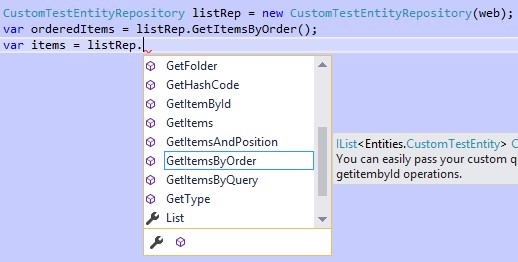 CustomTestEntityRepository listRep = new CustomTestEntityRepository(web);
var orderedItems = listRep.GetItemsByOrder();
var items = listRep.
GetFolder
GetHashCode
GetItemById
GetItems
GetItemsAndPosition
GetItemsByOrder
GetItemsByQuery
GetType
List
IList<Entities.CustomTestEntity> C
You can easily pass your custom q
getitembyId operations.